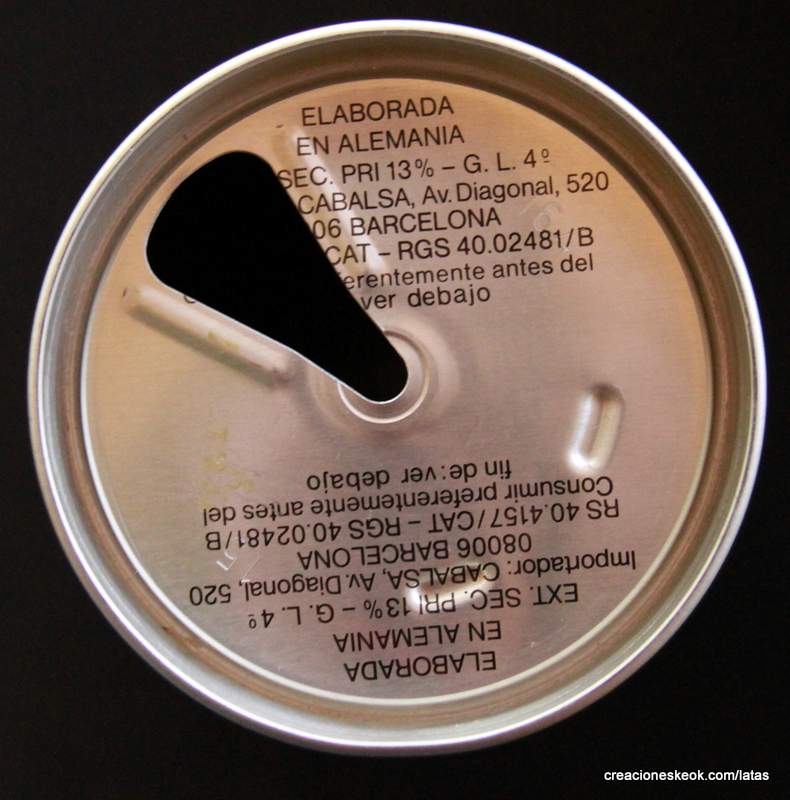 ELABORADA
EN ALEMANIA
SEC. PRI 13% – G. L. 4º
CABALSA, Av. Diagonal, 520
06 BARCELONA
CAT – RGS 40.02481/B
erentemente antes del
ver debajo
ELABORADA
EN ALEMANIA
EXT. SEC. PRI 13% – G. L. 4º
Importador: CABALSA, Av. Diagonal, 520
08006 BARCELONA
RS 40.4157/CAT – RGS 40.02481/B
Consumir preferentemente antes del
fin de: ver debajo
creacioneskeok.com/latas